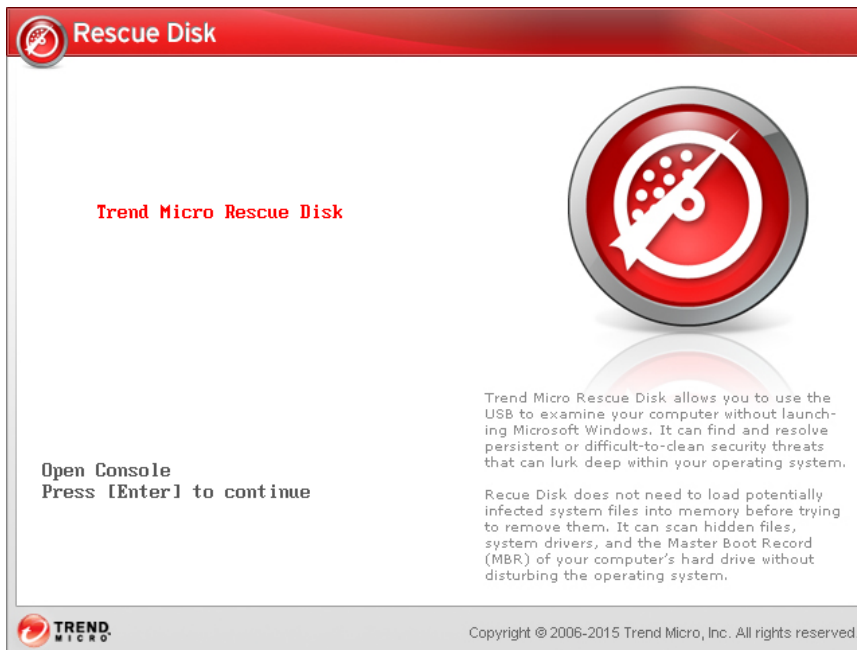 Rescue Disk
Trend Micro Rescue Disk
Trend Micro Rescue Disk allows you to use the
USB to examine your computer without launch-
ing Microsoft Windows. It can find and resolve
persistent or difficult-to-clean security threats
that can lurk deep within your operating system.
Open Console
Press [Enter] to continue
Recue Disk does not need to load potentially
infected system files into memory before trying
to remove them. It can scan hidden files,
system drivers, and the Master Boot Record
(MBR) of your computer's hard drive without
disturbing the operating system.
TREND
MICRO
Copyright © 2006-2015 Trend Micro, Inc. All rights reserved.